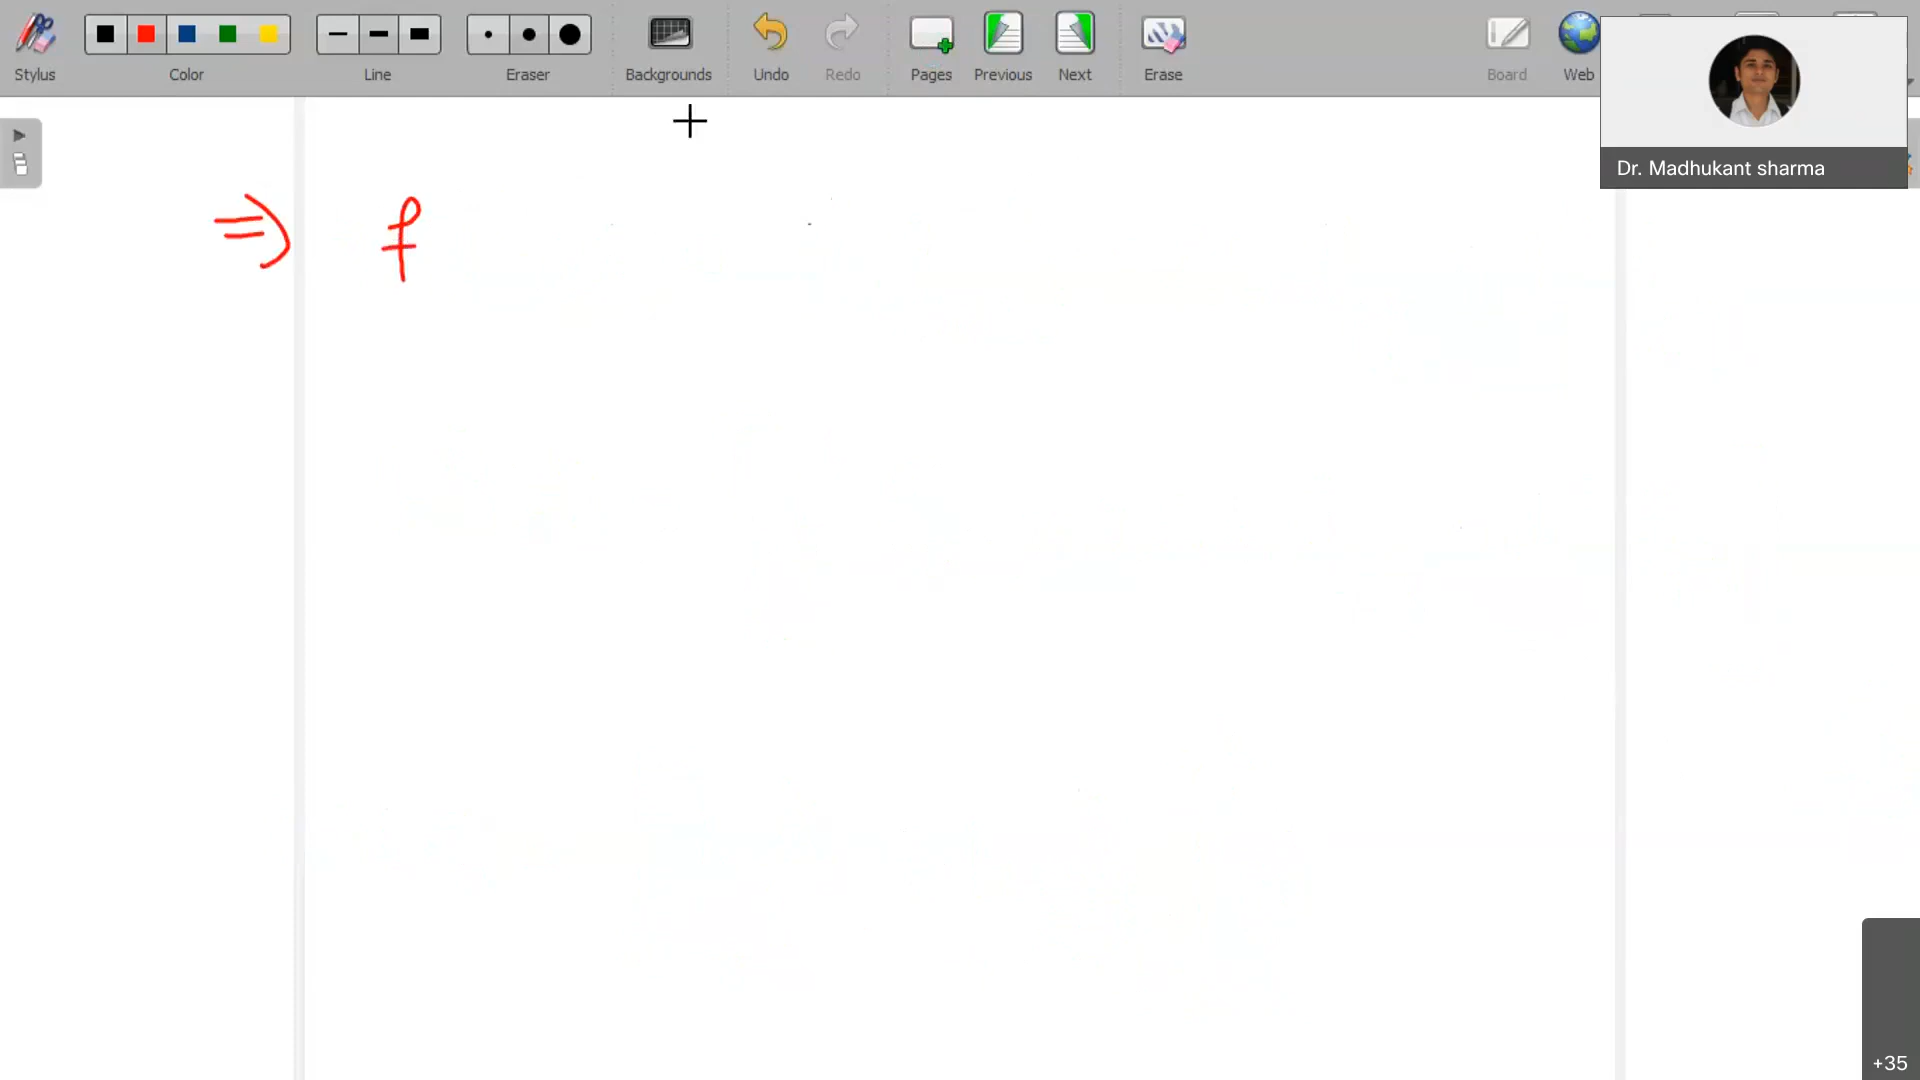 Stylus Color Line Eraser Backgrounds Undo Redo Pages Previous Next Erase Board Web
Dr. Madhukant sharma
⇒ f
+35